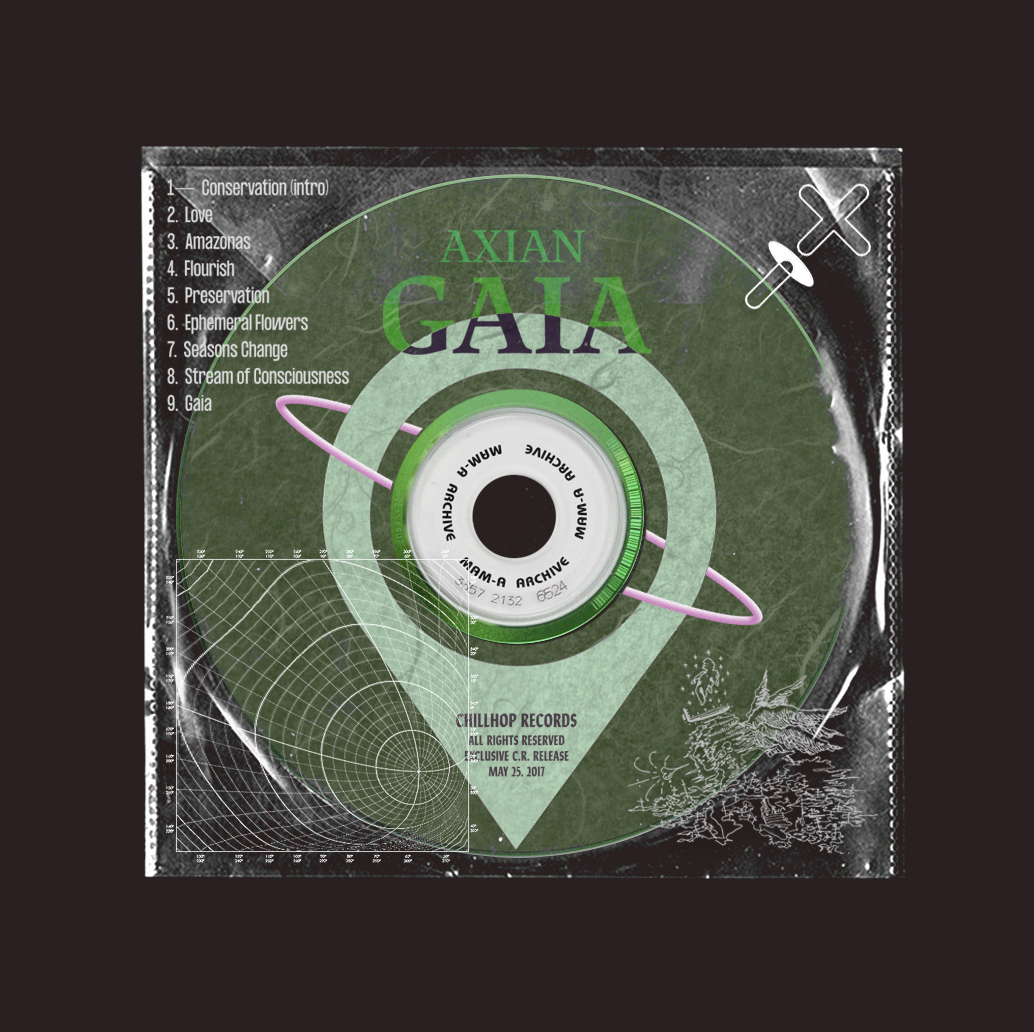 1— Conservation (intro)
2. Love
3. Amazonas
4. Flourish
5. Preservation
6. Ephemeral Flowers
7. Seasons Change
8. Stream of Consciousness
9. Gaia
AXIAN
GAIA
MAM-A ARCHIVE
MAM-A ARCHIVE
MAM-A ARCHIVE
2132 6524
CHILLHOP RECORDS
ALL RIGHTS RESERVED
EXCLUSIVE C.R. RELEASE
MAY 25. 2017